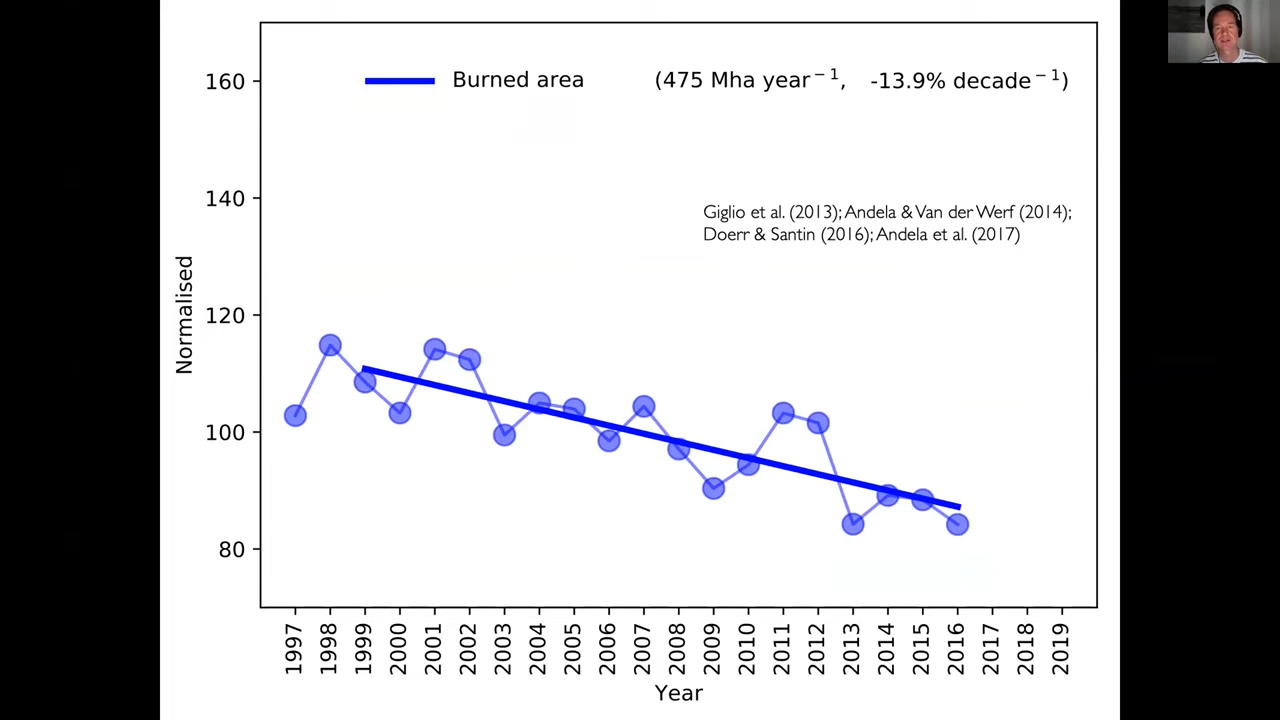 160
Burned area (475 Mha year⁻¹, -13.9% decade⁻¹)
140
Giglio et al. (2013); Andela & Van der Werf (2014);
Doerr & Santin (2016); Andela et al. (2017)
Normalised
120
100
80
1997 1998 1999 2000 2001 2002 2003 2004 2005 2006 2007 2008 2009 2010 2011 2012 2013 2014 2015 2016 2017 2018 2019
Year